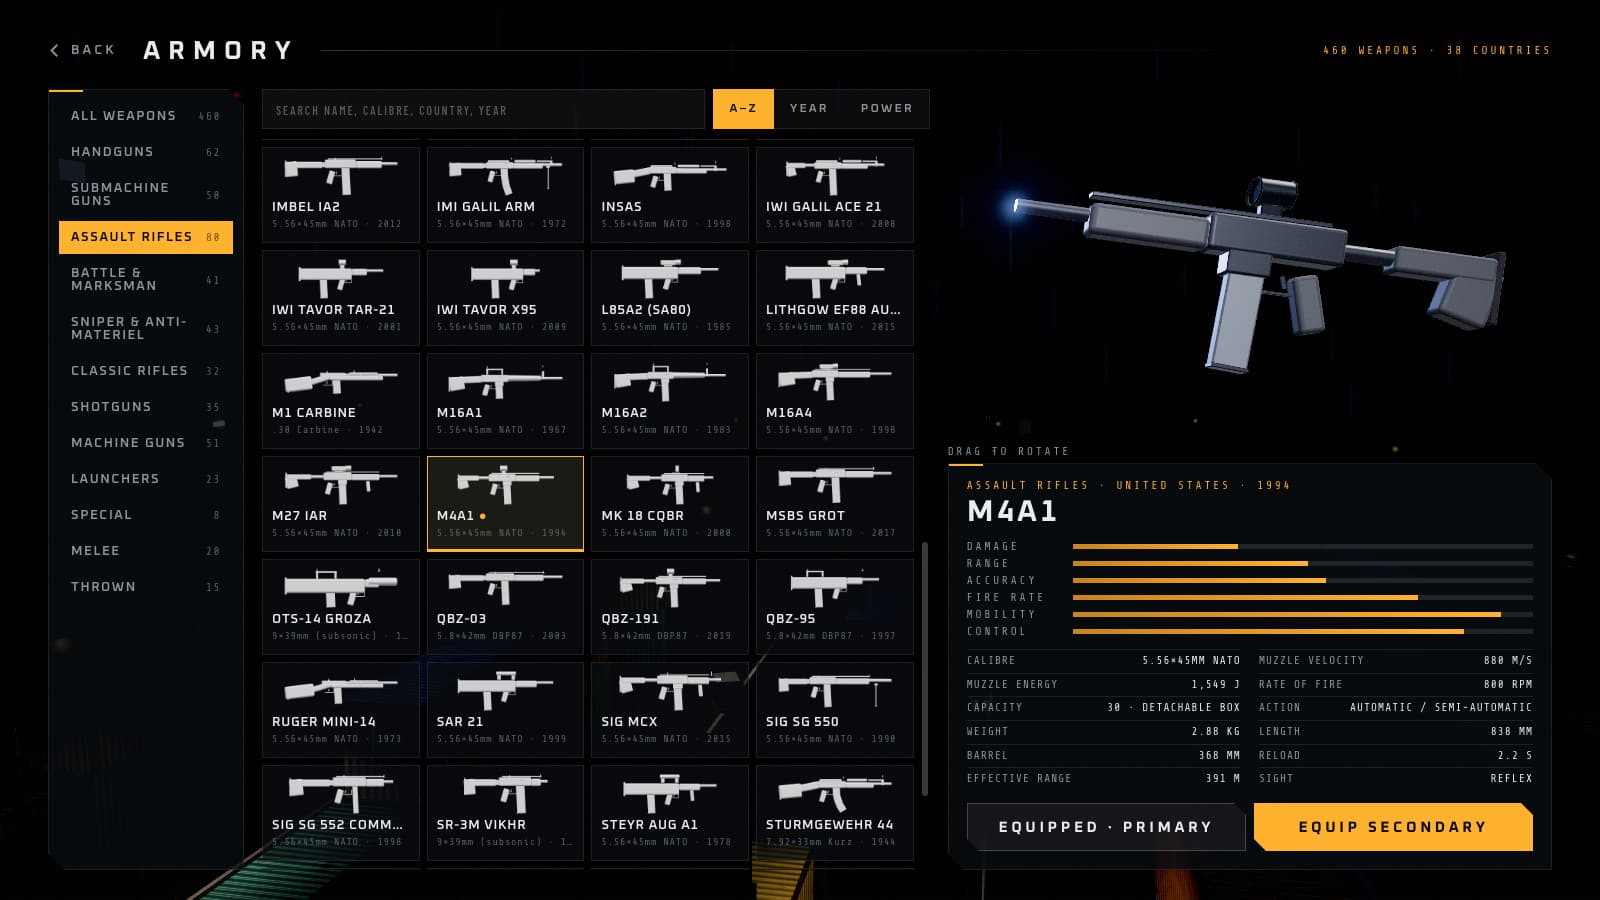 BACK
ARMORY
460 WEAPONS · 38 COUNTRIES
ALL WEAPONS 460
HANDGUNS 62
SUBMACHINE
GUNS 50
ASSAULT RIFLES 80
BATTLE &
MARKSMAN 41
SNIPER & ANTI-
MATERIEL 43
CLASSIC RIFLES 32
SHOTGUNS 35
MACHINE GUNS 51
LAUNCHERS 23
SPECIAL 8
MELEE 20
THROWN 15
SEARCH NAME, CALIBRE, COUNTRY, YEAR
A–Z YEAR POWER
IMBEL IA2
5.56×45mm NATO · 2012
IMI GALIL ARM
5.56×45mm NATO · 1972
INSAS
5.56×45mm NATO · 1998
IWI GALIL ACE 21
5.56×45mm NATO · 2008
IWI TAVOR TAR-21
5.56×45mm NATO · 2001
IWI TAVOR X95
5.56×45mm NATO · 2009
L85A2 (SA80)
5.56×45mm NATO · 1985
LITHGOW EF88 AU...
5.56×45mm NATO · 2015
M1 CARBINE
.30 Carbine · 1942
M16A1
5.56×45mm NATO · 1967
M16A2
5.56×45mm NATO · 1983
M16A4
5.56×45mm NATO · 1998
M27 IAR
5.56×45mm NATO · 2010
M4A1
5.56×45mm NATO · 1994
MK 18 CQBR
5.56×45mm NATO · 2000
MSBS GROT
5.56×45mm NATO · 2017
OTS-14 GROZA
9×39mm (subsonic) · 1…
QBZ-03
5.8×42mm DBP87 · 2003
QBZ-191
5.8×42mm DBP87 · 2019
QBZ-95
5.8×42mm DBP87 · 1997
RUGER MINI-14
5.56×45mm NATO · 1973
SAR 21
5.56×45mm NATO · 1999
SIG MCX
5.56×45mm NATO · 2015
SIG SG 550
5.56×45mm NATO · 1990
SIG SG 552 COMM...
5.56×45mm NATO · 1998
SR-3M VIKHR
9×39mm (subsonic) · 1…
STEYR AUG A1
5.56×45mm NATO · 1978
STURMGEWEHR 44
7.92×33mm Kurz · 1944
DRAG TO ROTATE
ASSAULT RIFLES · UNITED STATES · 1994
M4A1
DAMAGE
RANGE
ACCURACY
FIRE RATE
MOBILITY
CONTROL
CALIBRE 5.56×45MM NATO
MUZZLE VELOCITY 880 M/S
MUZZLE ENERGY 1,549 J
RATE OF FIRE 800 RPM
CAPACITY 30 · DETACHABLE BOX
ACTION AUTOMATIC / SEMI-AUTOMATIC
WEIGHT 2.88 KG
LENGTH 838 MM
BARREL 368 MM
RELOAD 2.2 S
EFFECTIVE RANGE 391 M
SIGHT REFLEX
EQUIPPED · PRIMARY
EQUIP SECONDARY